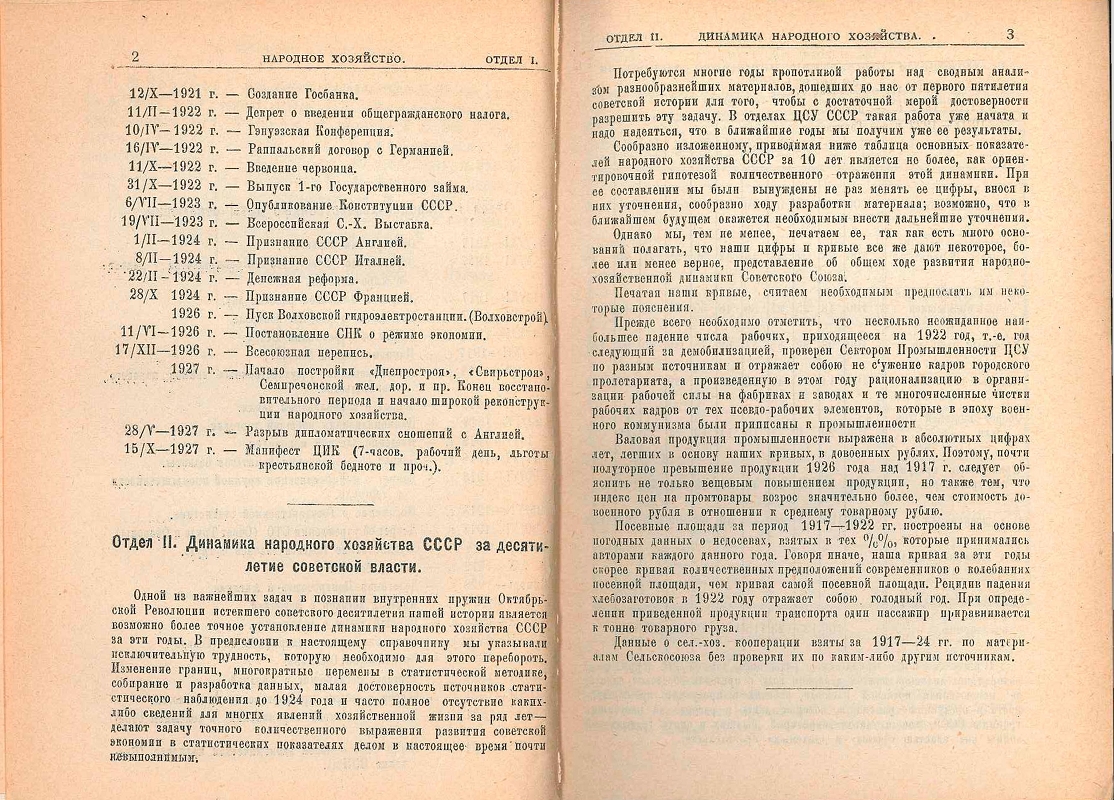 2 НАРОДНОЕ ХОЗЯЙСТВО. ОТДЕЛ I.
12/X—1921 г. — Создание Госбанка.
11/II—1922 г. — Декрет о введении общегражданского налога.
10/IV—1922 г. — Гэнуэзская Конференция.
16/IV—1922 г. — Раппальский договор с Германией.
11/X—1922 г. — Введение червонца.
31/X—1922 г. — Выпуск 1-го Государственного займа.
6/VII—1923 г. — Опубликование Конституции СССР.
19/VII—1923 г. — Всероссийская С.-Х. Выставка.
1/II—1924 г. — Признание СССР Англией.
8/II—1924 г. — Признание СССР Италией.
22/II—1924 г. — Денежная реформа.
28/X 1924 г. — Признание СССР Францией.
1926 г. — Пуск Волховской гидроэлектростанции. (Волховстрой).
11/VI—1926 г. — Постановление СНК о режиме экономии.
17/XII—1926 г. — Всесоюзная перепись.
1927 г. — Начало постройки «Днепростроя», «Свирьстроя»,
Семиреченской жел. дор. и пр. Конец восстано-
вительного периода и начало широкой реконструк-
ции народного хозяйства.
28/V—1927 г. — Разрыв дипломатических сношений с Англией.
15/X—1927 г. — Манифест ЦИК (7-часов. рабочий день, льготы
крестьянской бедноте и проч.).
Отдел II. Динамика народного хозяйства СССР за десяти-
летие советской власти.
Одной из важнейших задач в познании внутренних пружин Октябрь-
ской Революции истекшего советского десятилетия нашей истории является
возможно более точное установление динамики народного хозяйства СССР
за эти годы. В предисловии к настоящему справочнику мы указывали
исключительную трудность, которую необходимо для этого перебороть.
Изменение границ, многократные перемены в статистической методике,
собирание и разработка данных, малая достоверность источников стати-
стического наблюдения до 1924 года и часто полное отсутствие каких-
либо сведений для многих явлений хозяйственной жизни за ряд лет—
делают задачу точного количественного выражения развития советской
экономии в статистических показателях делом в настоящее время почти
невыполнимым.
ОТДЕЛ II. ДИНАМИКА НАРОДНОГО ХОЗЯЙСТВА. 3
Потребуются многие годы кропотливой работы над сводным анали-
зом разнообразнейших материалов, дошедших до нас от первого пятилетия
советской истории для того, чтобы с достаточной мерой достоверности
разрешить эту задачу. В отделах ЦСУ СССР такая работа уже начата и
надо надеяться, что в ближайшие годы мы получим уже ее результаты.
Сообразно изложенному, приводимая ниже таблица основных показате-
лей народного хозяйства СССР за 10 лет является не более, как ориен-
тировочной гипотезой количественного отражения этой динамики. При
ее составлении мы были вынуждены не раз менять ее цифры, внося в
них уточнения, сообразно ходу разработки материала; возможно, что в
ближайшем будущем окажется необходимым внести дальнейшие уточнения.
Однако мы, тем не менее, печатаем ее, так как есть много осно-
ваний полагать, что наши цифры и кривые все же дают некоторое, бо-
лее или менее верное, представление об общем ходе развития народно-
хозяйственной динамики Советского Союза.
Печатая наши кривые, считаем необходимым предпослать им неко-
торые пояснения.
Прежде всего необходимо отметить, что несколько неожиданное наи-
большее падение числа рабочих, приходящееся на 1922 год, т.-е. год
следующий за демобилизацией, проверен Сектором Промышленности ЦСУ
по разным источникам и отражает собою не сужение кадров городского
пролетариата, а произведенную в этом году рационализацию в органи-
зации рабочей силы на фабриках и заводах и те многочисленные чистки
рабочих кадров от тех псевдо-рабочих элементов, которые в эпоху воен-
ного коммунизма были приписаны к промышленности
Валовая продукция промышленности выражена в абсолютных цифрах
лет, легших в основу наших кривых, в довоенных рублях. Поэтому, почти
полуторное превышение продукции 1926 года над 1917 г. следует об-
яснить не только вещевым повышением продукции, но также тем, что
индекс цен на промтовары возрос значительно более, чем стоимость до-
военного рубля в отношении к среднему товарному рублю.
Посевные площади за период 1917—1922 гг. построены на основе
погодных данных о недосевах, взятых в тех %%, которые принимались
авторами каждого данного года. Говоря иначе, наша кривая за эти годы
скорее кривая количественных предположений современников о колебаниях
посевной площади, чем кривая самой посевной площади. Рецидив падения
хлебозаготовок в 1922 году отражает собою голодный год. При опреде-
лении приведенной продукции транспорта один пассажир приравнивается
к тонне товарного груза.
Данные о сел.-хоз. кооперации взяты за 1917—24 гг. по матери-
алам Сельскосоюза без проверки их по каким-либо другим источникам.